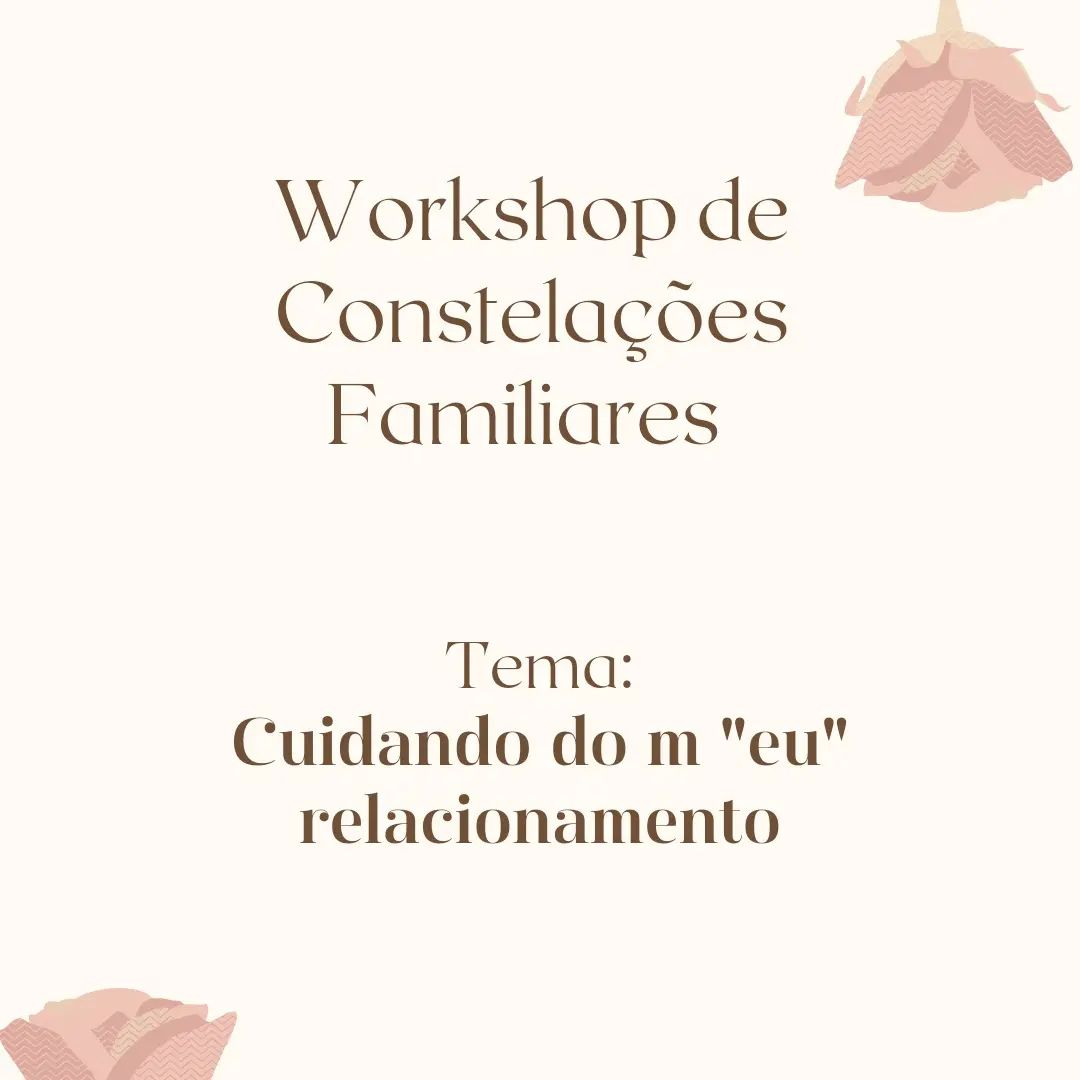 Workshop de
Constelações
Familiares
Tema:
Cuidando do m "eu"
relacionamento